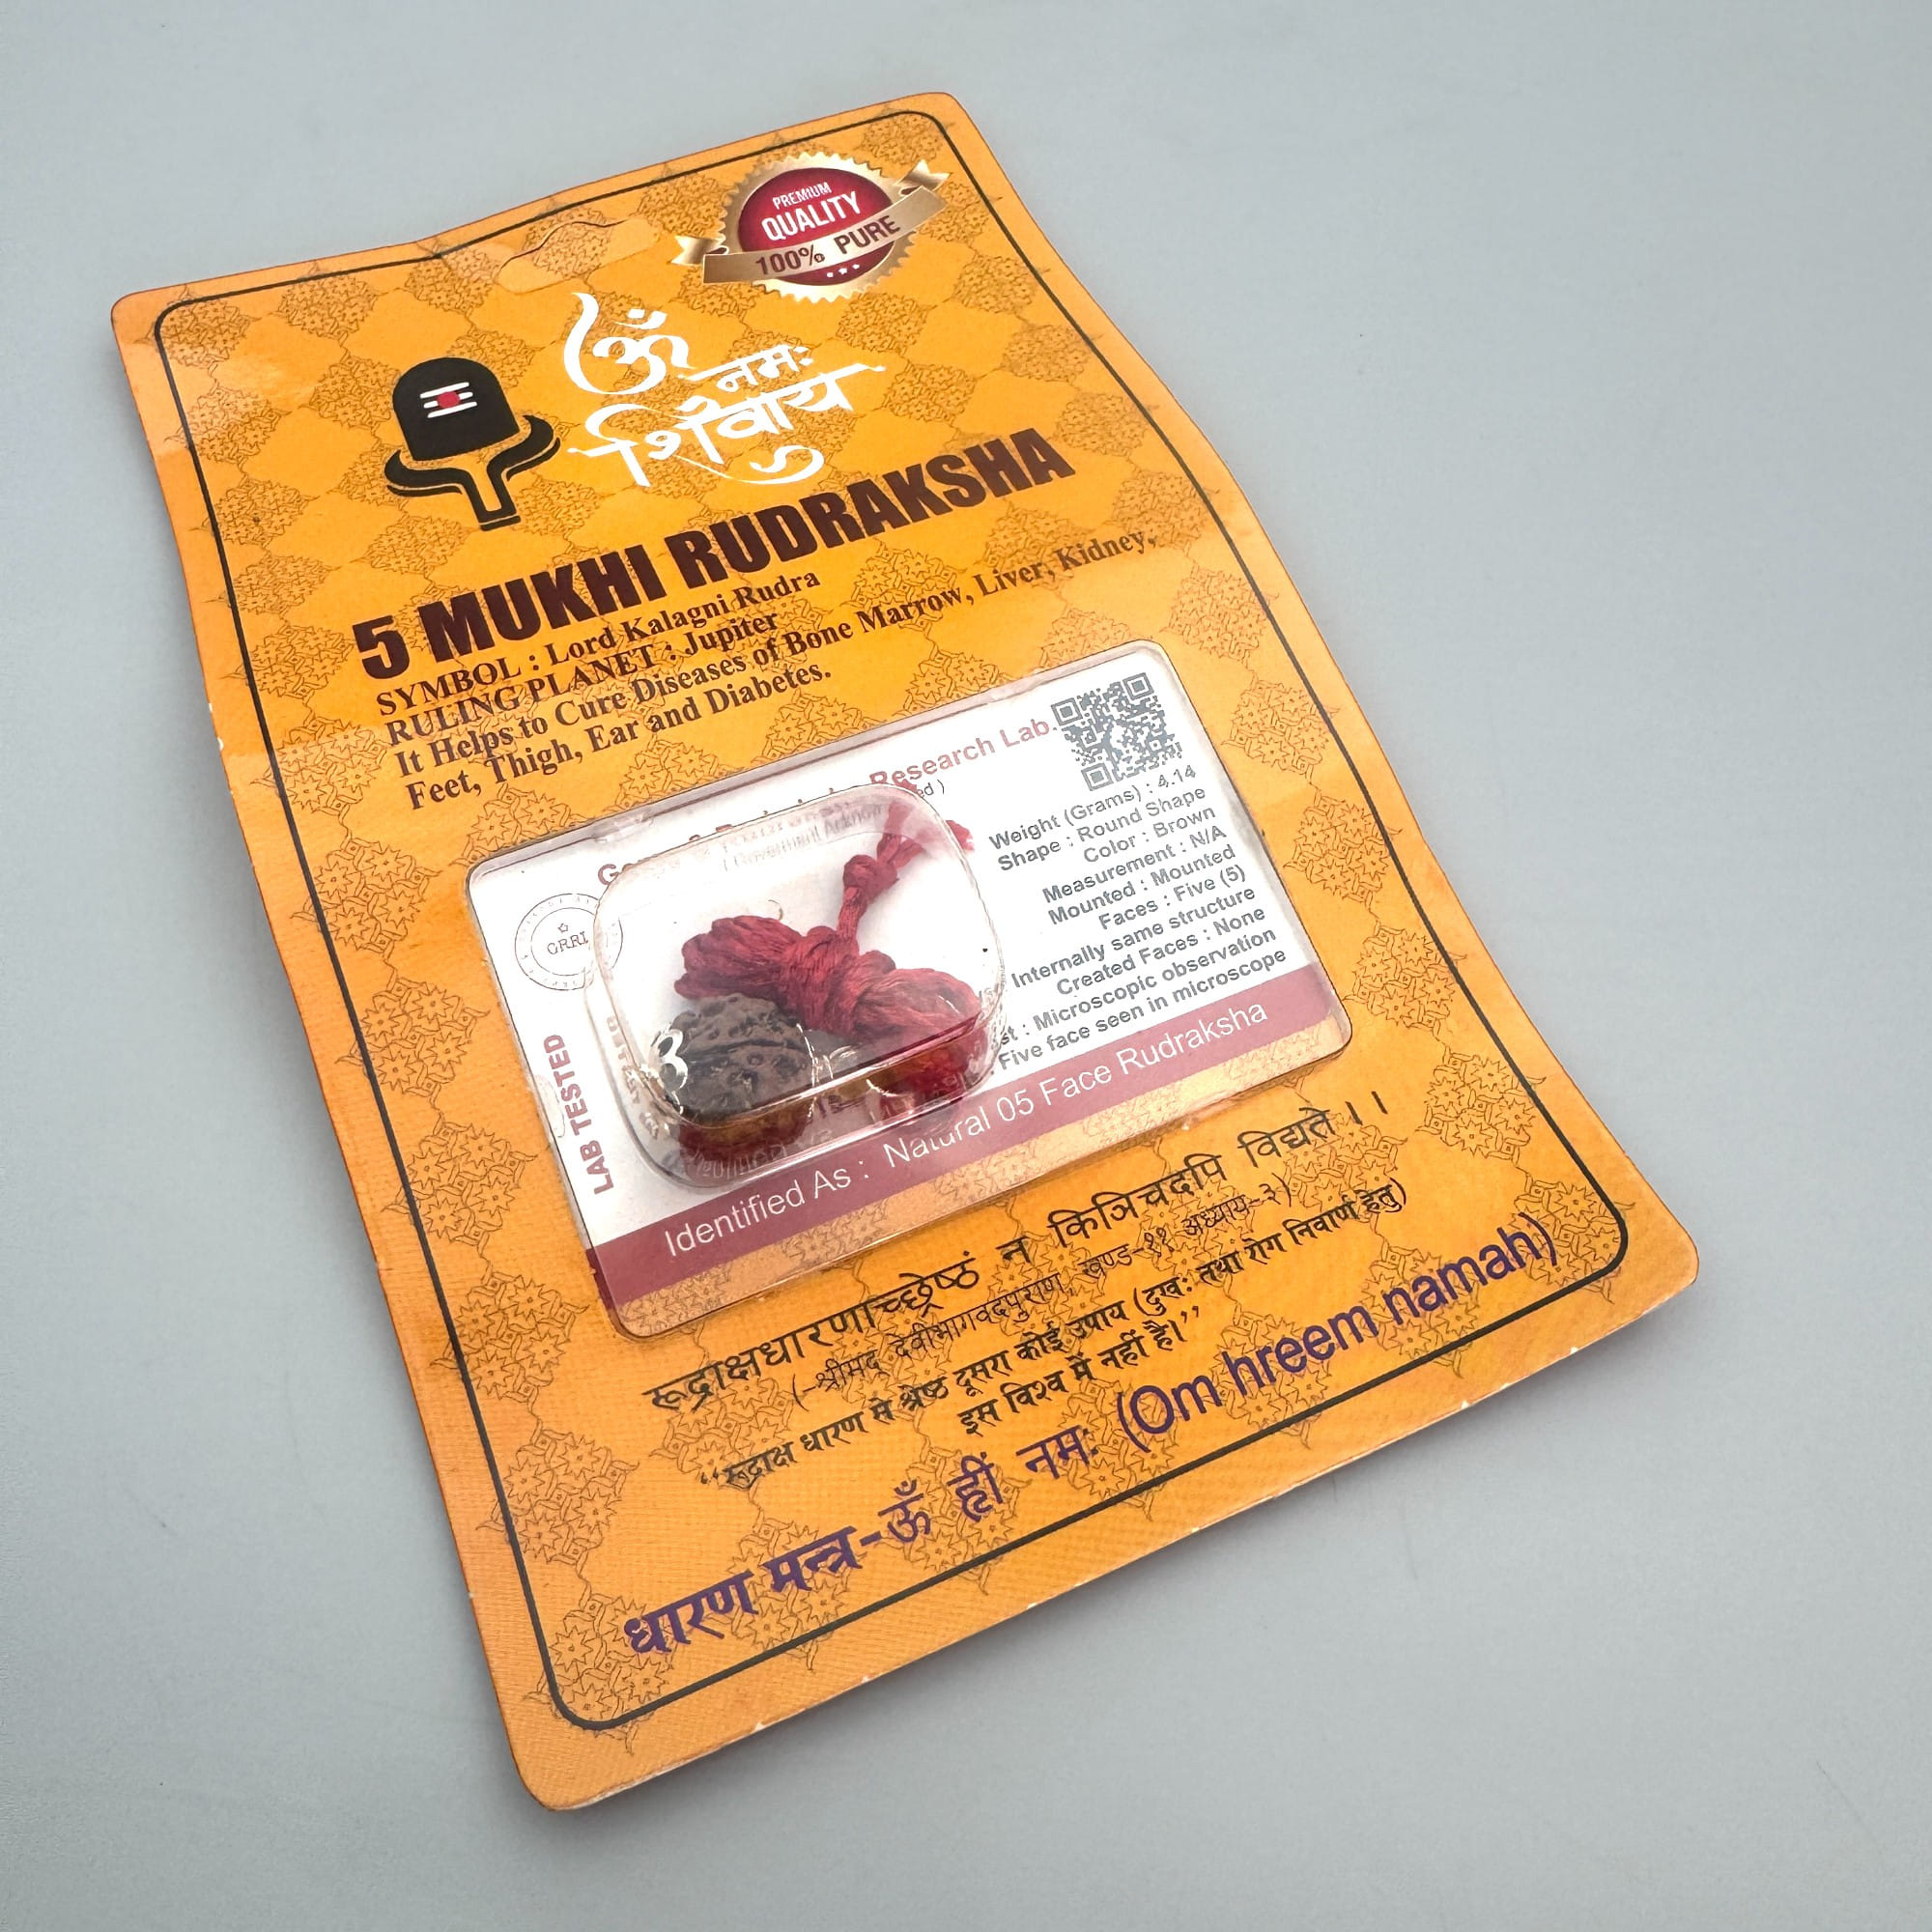 PREMIUM
QUALITY
100% PURE
ॐ नमः
शिवाय
5 MUKHI RUDRAKSHA
SYMBOL : Lord Kalagni Rudra
RULING PLANET : Jupiter
It Helps to Cure Diseases of Bone Marrow, Liver, Kidney,
Feet, Thigh, Ear and Diabetes.
Research Lab.
GRRL
LAB TESTED
Weight (Grams) : 4.14
Shape : Round Shape
Color : Brown
Measurement : N/A
Mounted : Mounted
Faces : Five (5)
Internally same structure
Created Faces : None
: Microscopic observation
Five face seen in microscope
Identified As : Natural 05 Face Rudraksha
रूद्राक्षधारणाच्छ्रेष्ठं न किञ्चिदपि विद्यते ।।
(-श्रीमद् देवीभागवदपुराण, खण्ड-११ अध्याय-३)
“रूद्राक्ष धारण से श्रेष्ठ दूसरा कोई उपाय (दुखः तथा रोग निवार्ण हेतु)
इस विश्व में नहीं है।”
धारण मन्त्र-ॐ ह्रीं नमः (Om hreem namah)